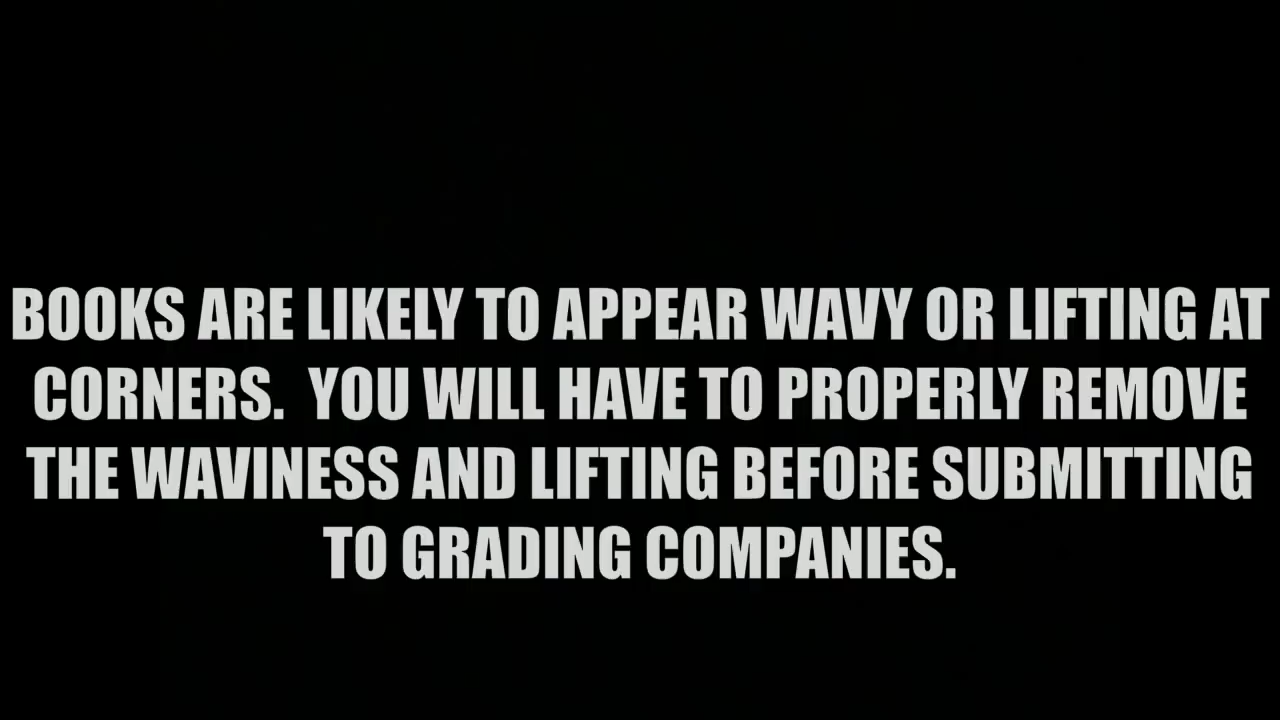 BOOKS ARE LIKELY TO APPEAR WAVY OR LIFTING AT
CORNERS.  YOU WILL HAVE TO PROPERLY REMOVE
THE WAVINESS AND LIFTING BEFORE SUBMITTING
TO GRADING COMPANIES.